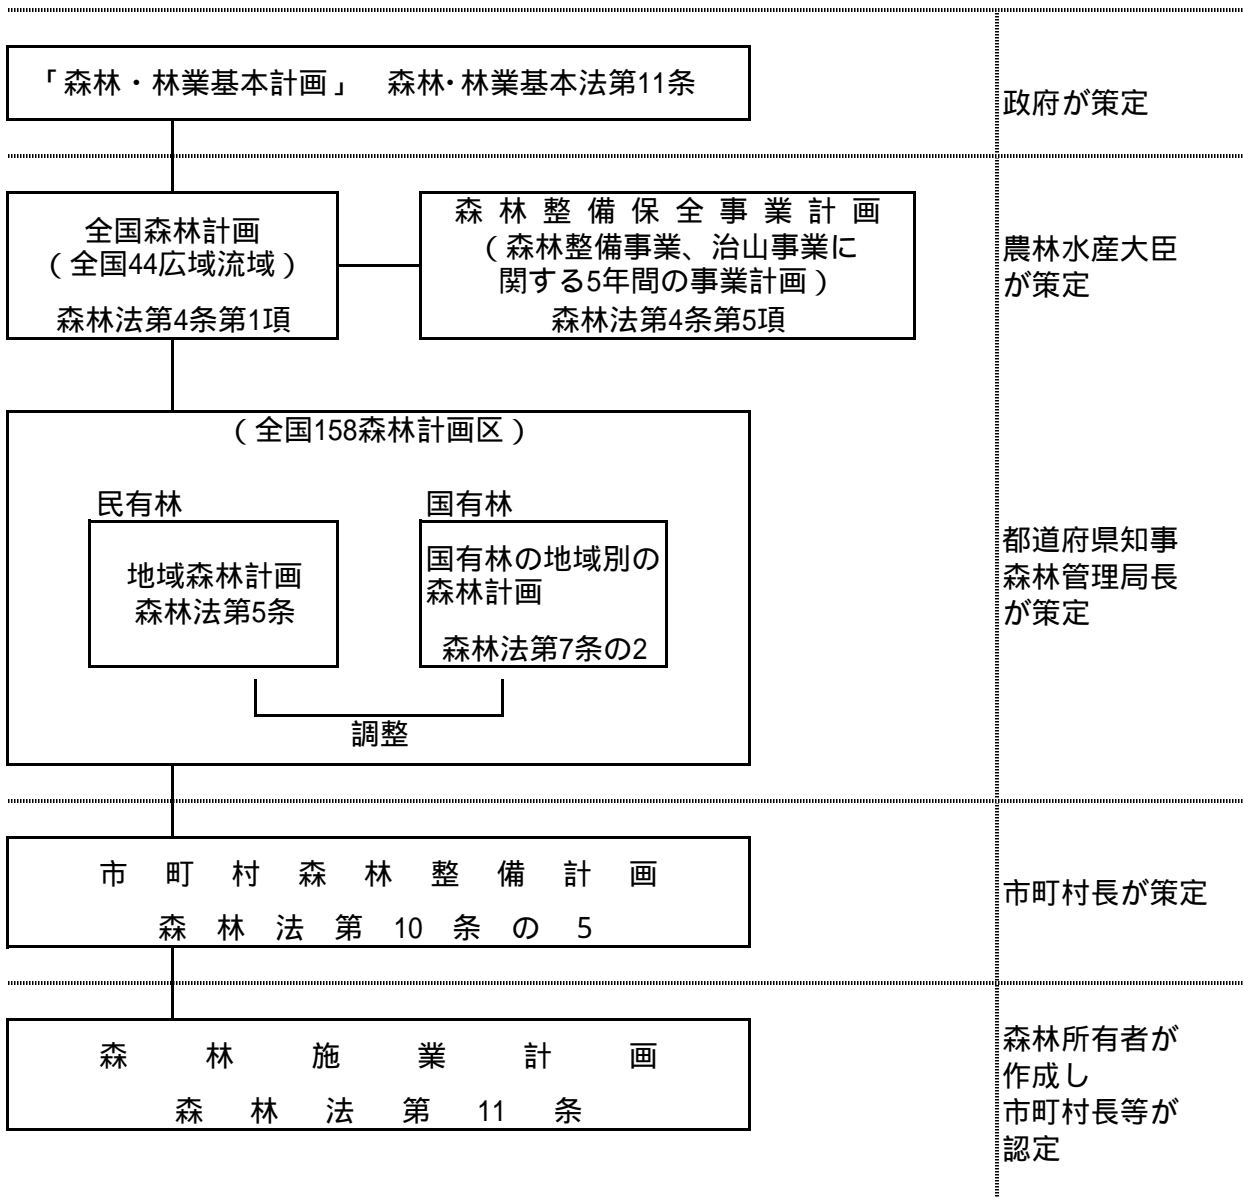 「森林・林業基本計画」　森林・林業基本法第11条
政府が策定
全国森林計画
（全国44広域流域）
森林法第4条第1項
森林整備保全事業計画
（森林整備事業、治山事業に
関する5年間の事業計画）
森林法第4条第5項
農林水産大臣
が策定
（全国158森林計画区）
民有林
地域森林計画
森林法第5条
国有林
国有林の地域別の
森林計画
森林法第7条の2
調整
都道府県知事
森林管理局長
が策定
市町村森林整備計画
森林法第10条の5
市町村長が策定
森林施業計画
森林法第11条
森林所有者が
作成し
市町村長等が
認定